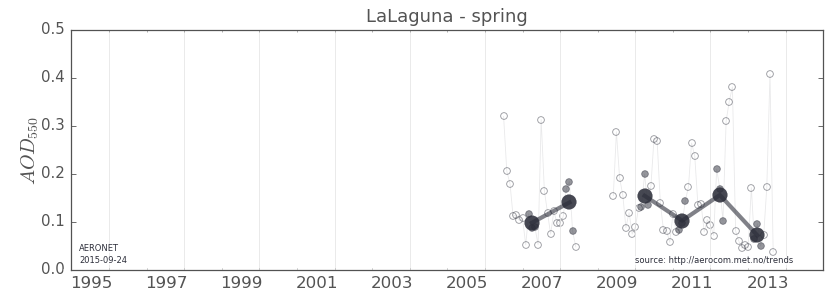 LaLaguna - spring
0.5
0.4
0.3
0.2
0.1
0.0
AOD550
AERONET
2015-09-24
source: http://aerocom.met.no/trends
1995 1997 1999 2001 2003 2005 2007 2009 2011 2013